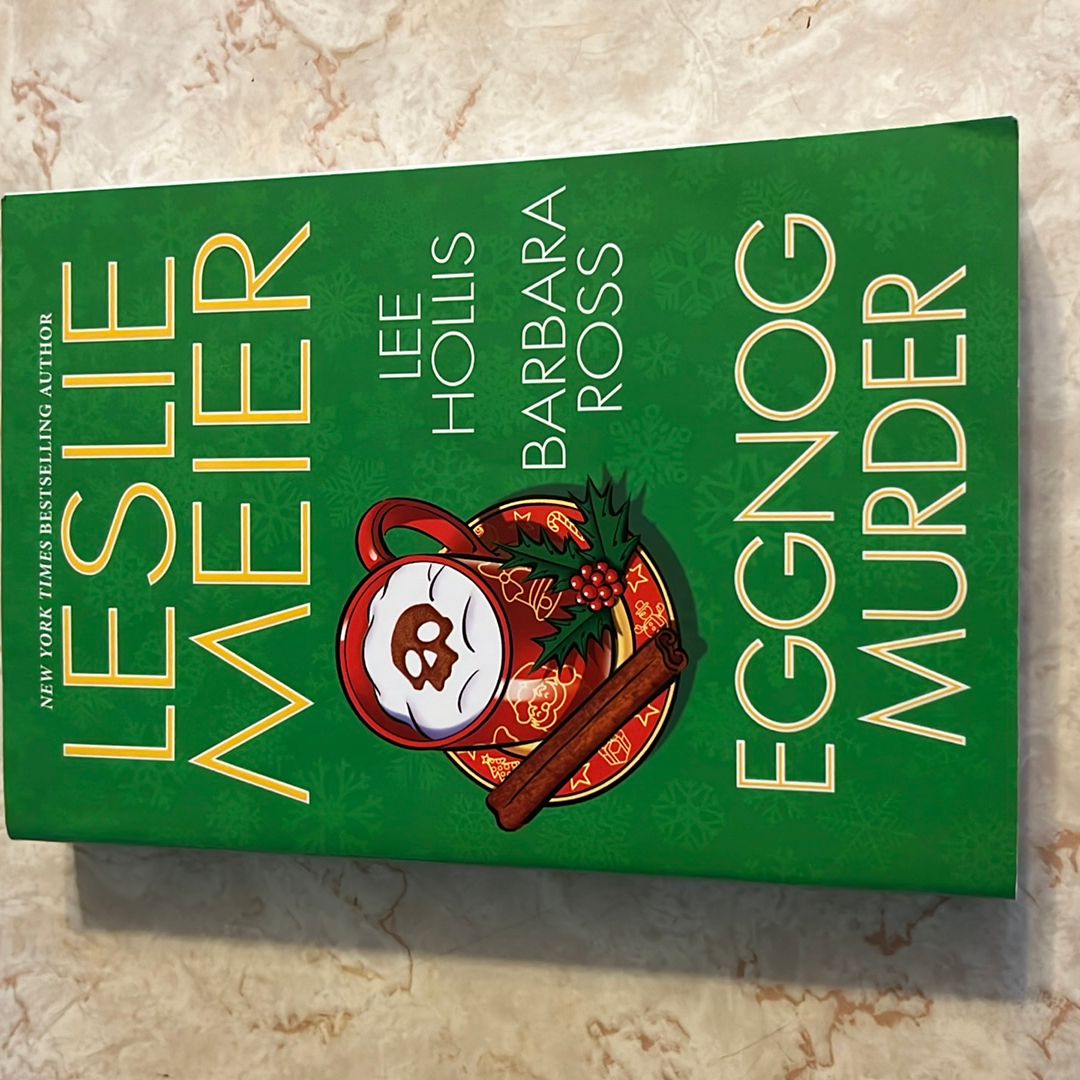 NEW YORK TIMES BESTSELLING AUTHOR
LESLIE
MEIER
LEE
HOLLIS
BARBARA
ROSS
EGGNOG
MURDER